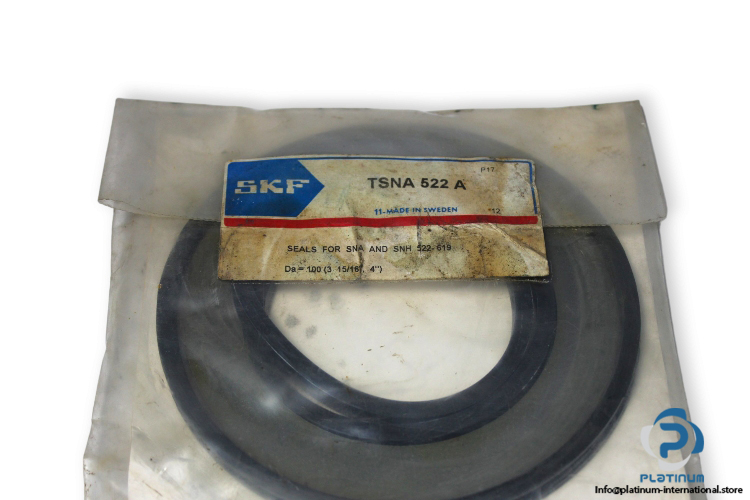 SKF
TSNA 522 A
P17
11-MADE IN SWEDEN
*12
SEALS FOR SNA AND SNH 522-619
Da = 100 (3 15/16", 4")
PLATINUM
INTERNATIONAL
Info@platinum-international.store